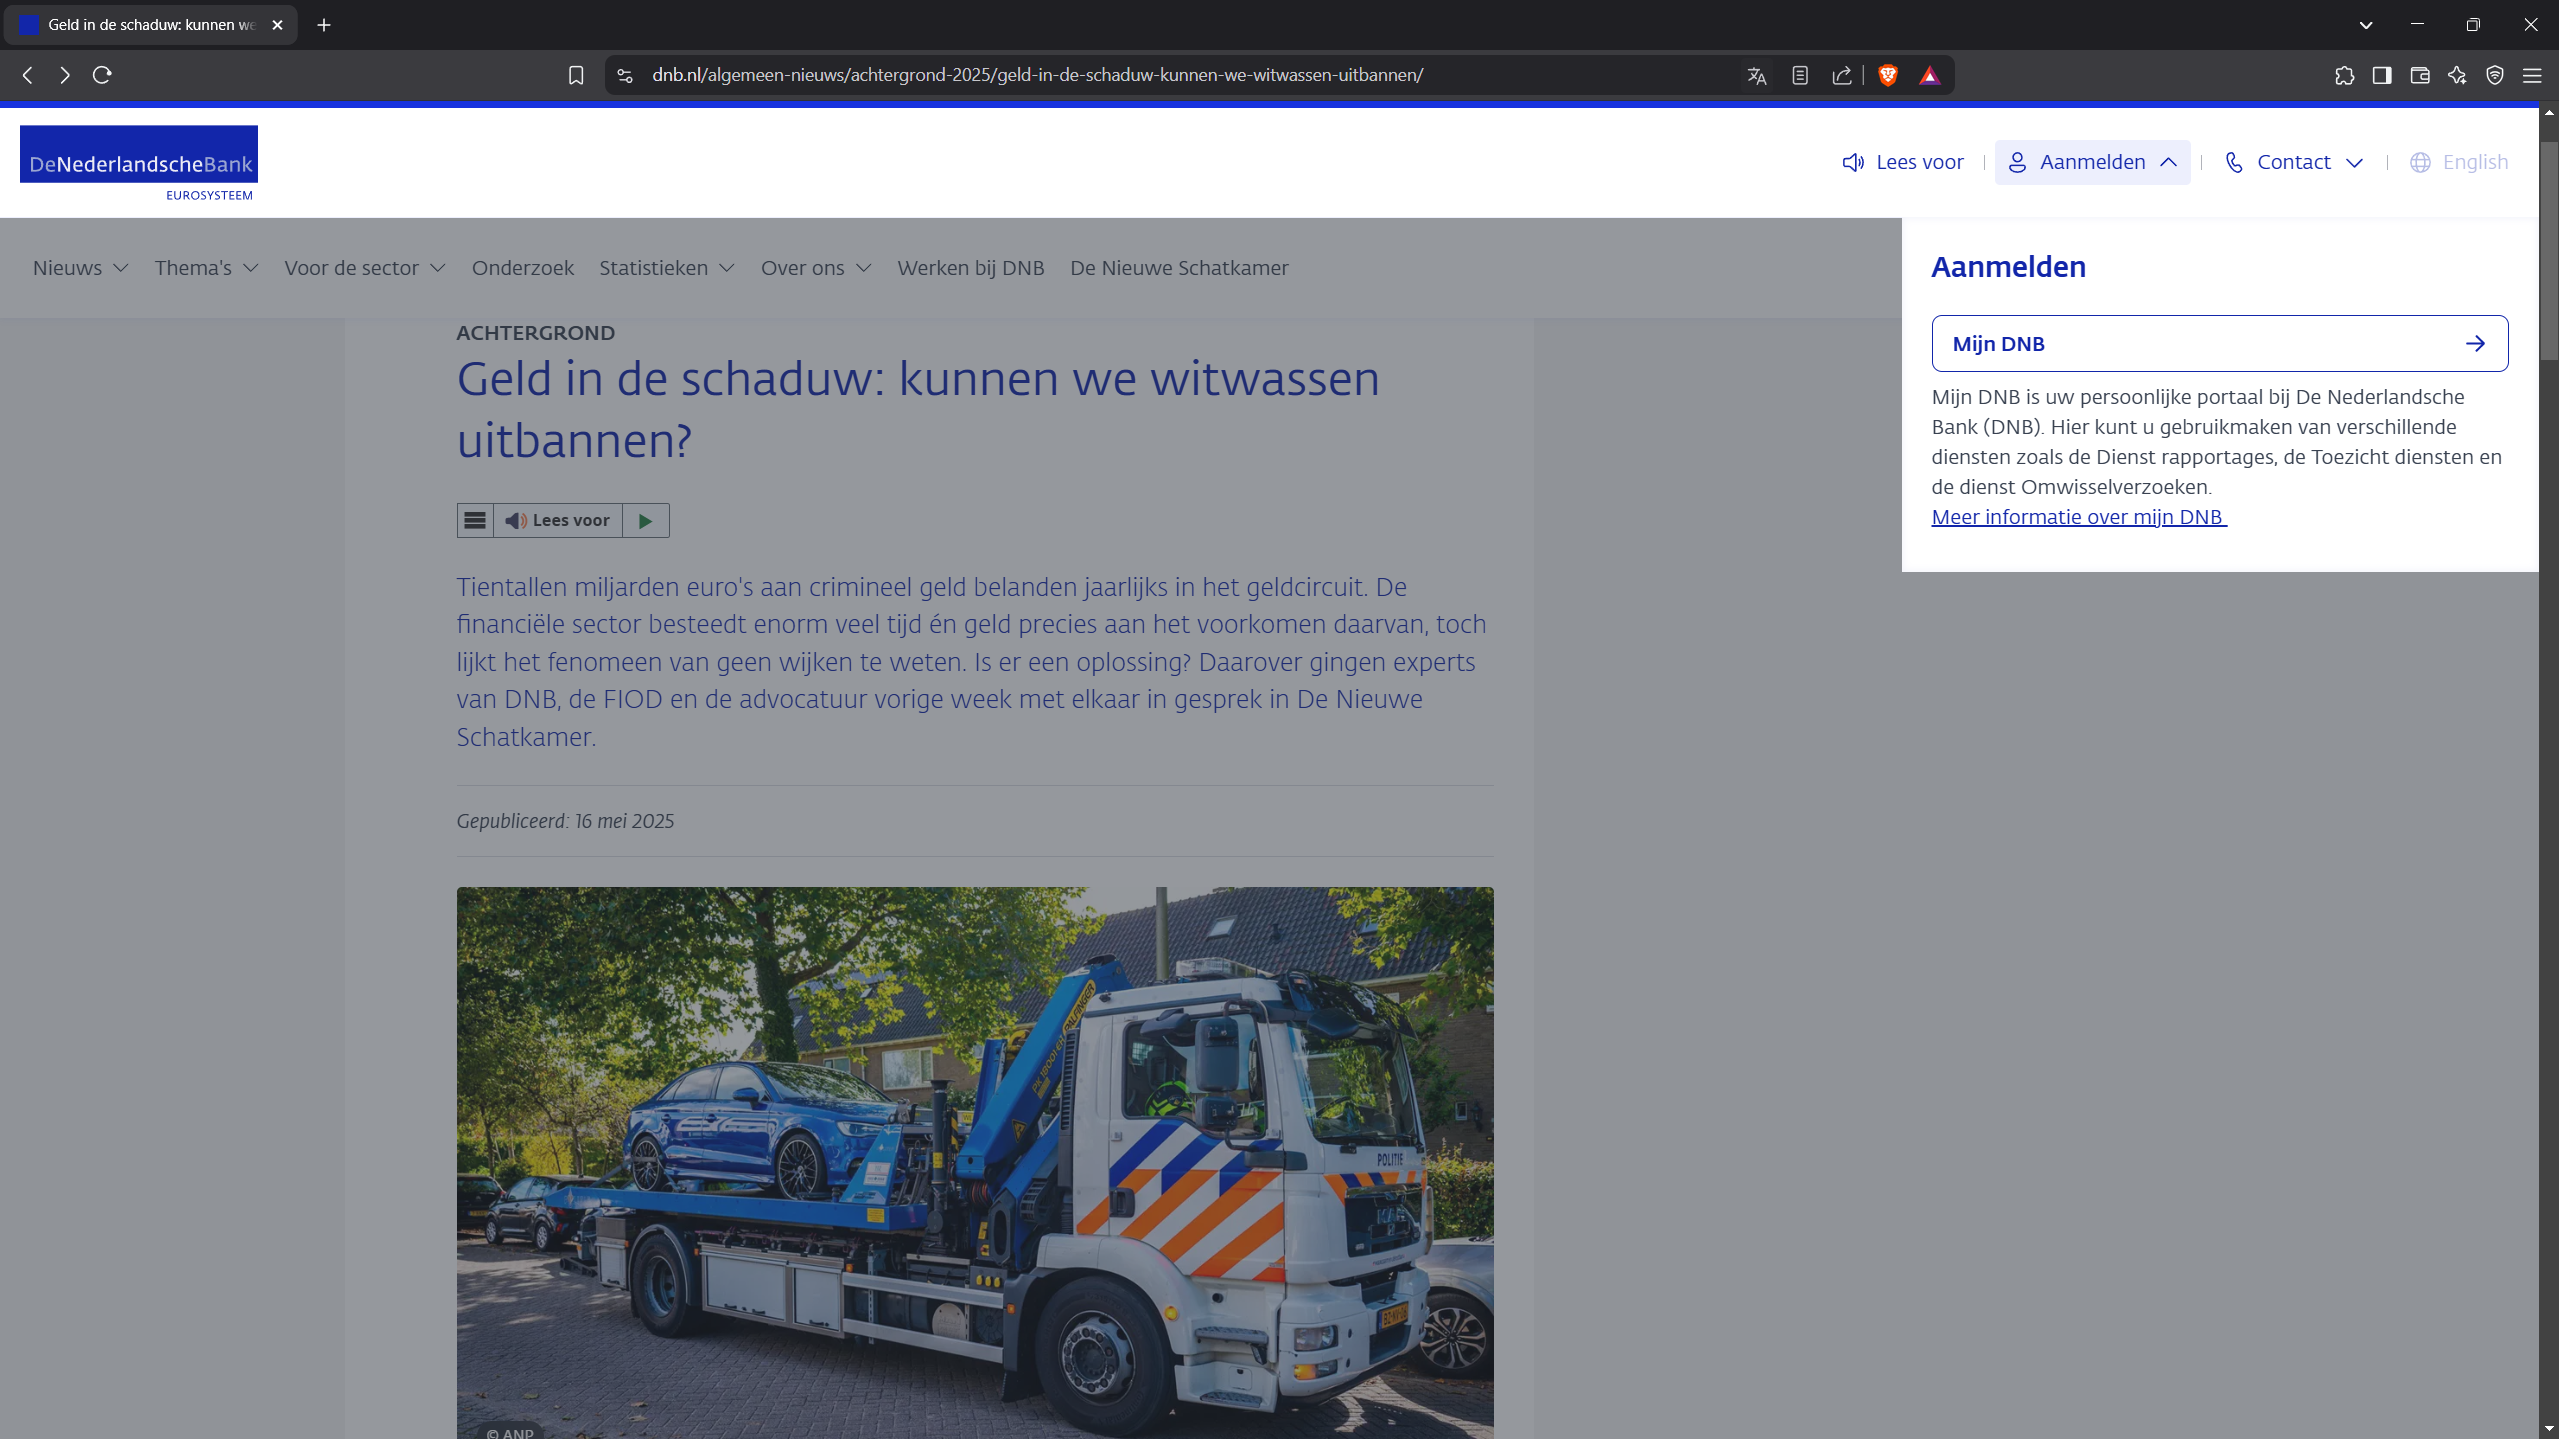 Geld in de schaduw: kunnen we
dnb.nl/algemeen-nieuws/achtergrond-2025/geld-in-de-schaduw-kunnen-we-witwassen-uitbannen/
DeNederlandscheBank
EUROSYSTEEM
Lees voor
Aanmelden
Contact
English
Nieuws
Thema's
Voor de sector
Onderzoek
Statistieken
Over ons
Werken bij DNB
De Nieuwe Schatkamer
Aanmelden
Mijn DNB
Mijn DNB is uw persoonlijke portaal bij De Nederlandsche
Bank (DNB). Hier kunt u gebruikmaken van verschillende
diensten zoals de Dienst rapportages, de Toezicht diensten en
de dienst Omwisselverzoeken.
Meer informatie over mijn DNB
ACHTERGROND
Geld in de schaduw: kunnen we witwassen
uitbannen?
Lees voor
Tientallen miljarden euro's aan crimineel geld belanden jaarlijks in het geldcircuit. De
financiële sector besteedt enorm veel tijd én geld precies aan het voorkomen daarvan, toch
lijkt het fenomeen van geen wijken te weten. Is er een oplossing? Daarover gingen experts
van DNB, de FIOD en de advocatuur vorige week met elkaar in gesprek in De Nieuwe
Schatkamer.
Gepubliceerd: 16 mei 2025
PALFINGER
POLITIE
© ANP